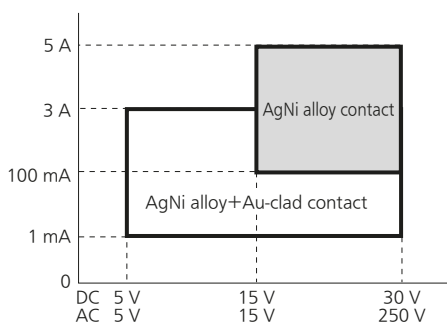 5 A
3 A
AgNi alloy contact
100 mA
AgNi alloy+Au-clad contact
1 mA
0
DC 5 V 15 V 30 V
AC 5 V 15 V 250 V